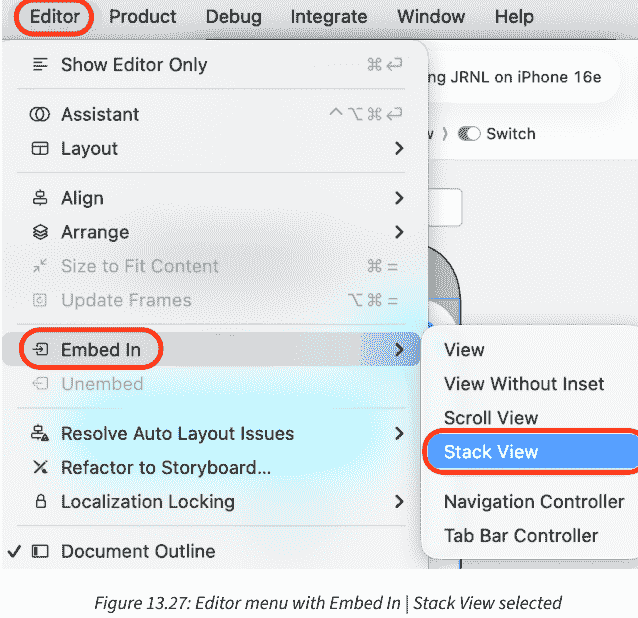 Editor Product Debug Integrate Window Help
Show Editor Only ⌘↩
ng JRNL on iPhone 16e
Assistant ^⌥⌘↩
Switch
Layout
Align
Arrange
Size to Fit Content ⌘=
Update Frames ⌥⌘=
Embed In
View
Unembed
View Without Inset
Scroll View
Resolve Auto Layout Issues
Stack View
Refactor to Storyboard...
Localization Locking
Navigation Controller
Tab Bar Controller
✓ Document Outline
Figure 13.27: Editor menu with Embed In | Stack View selected